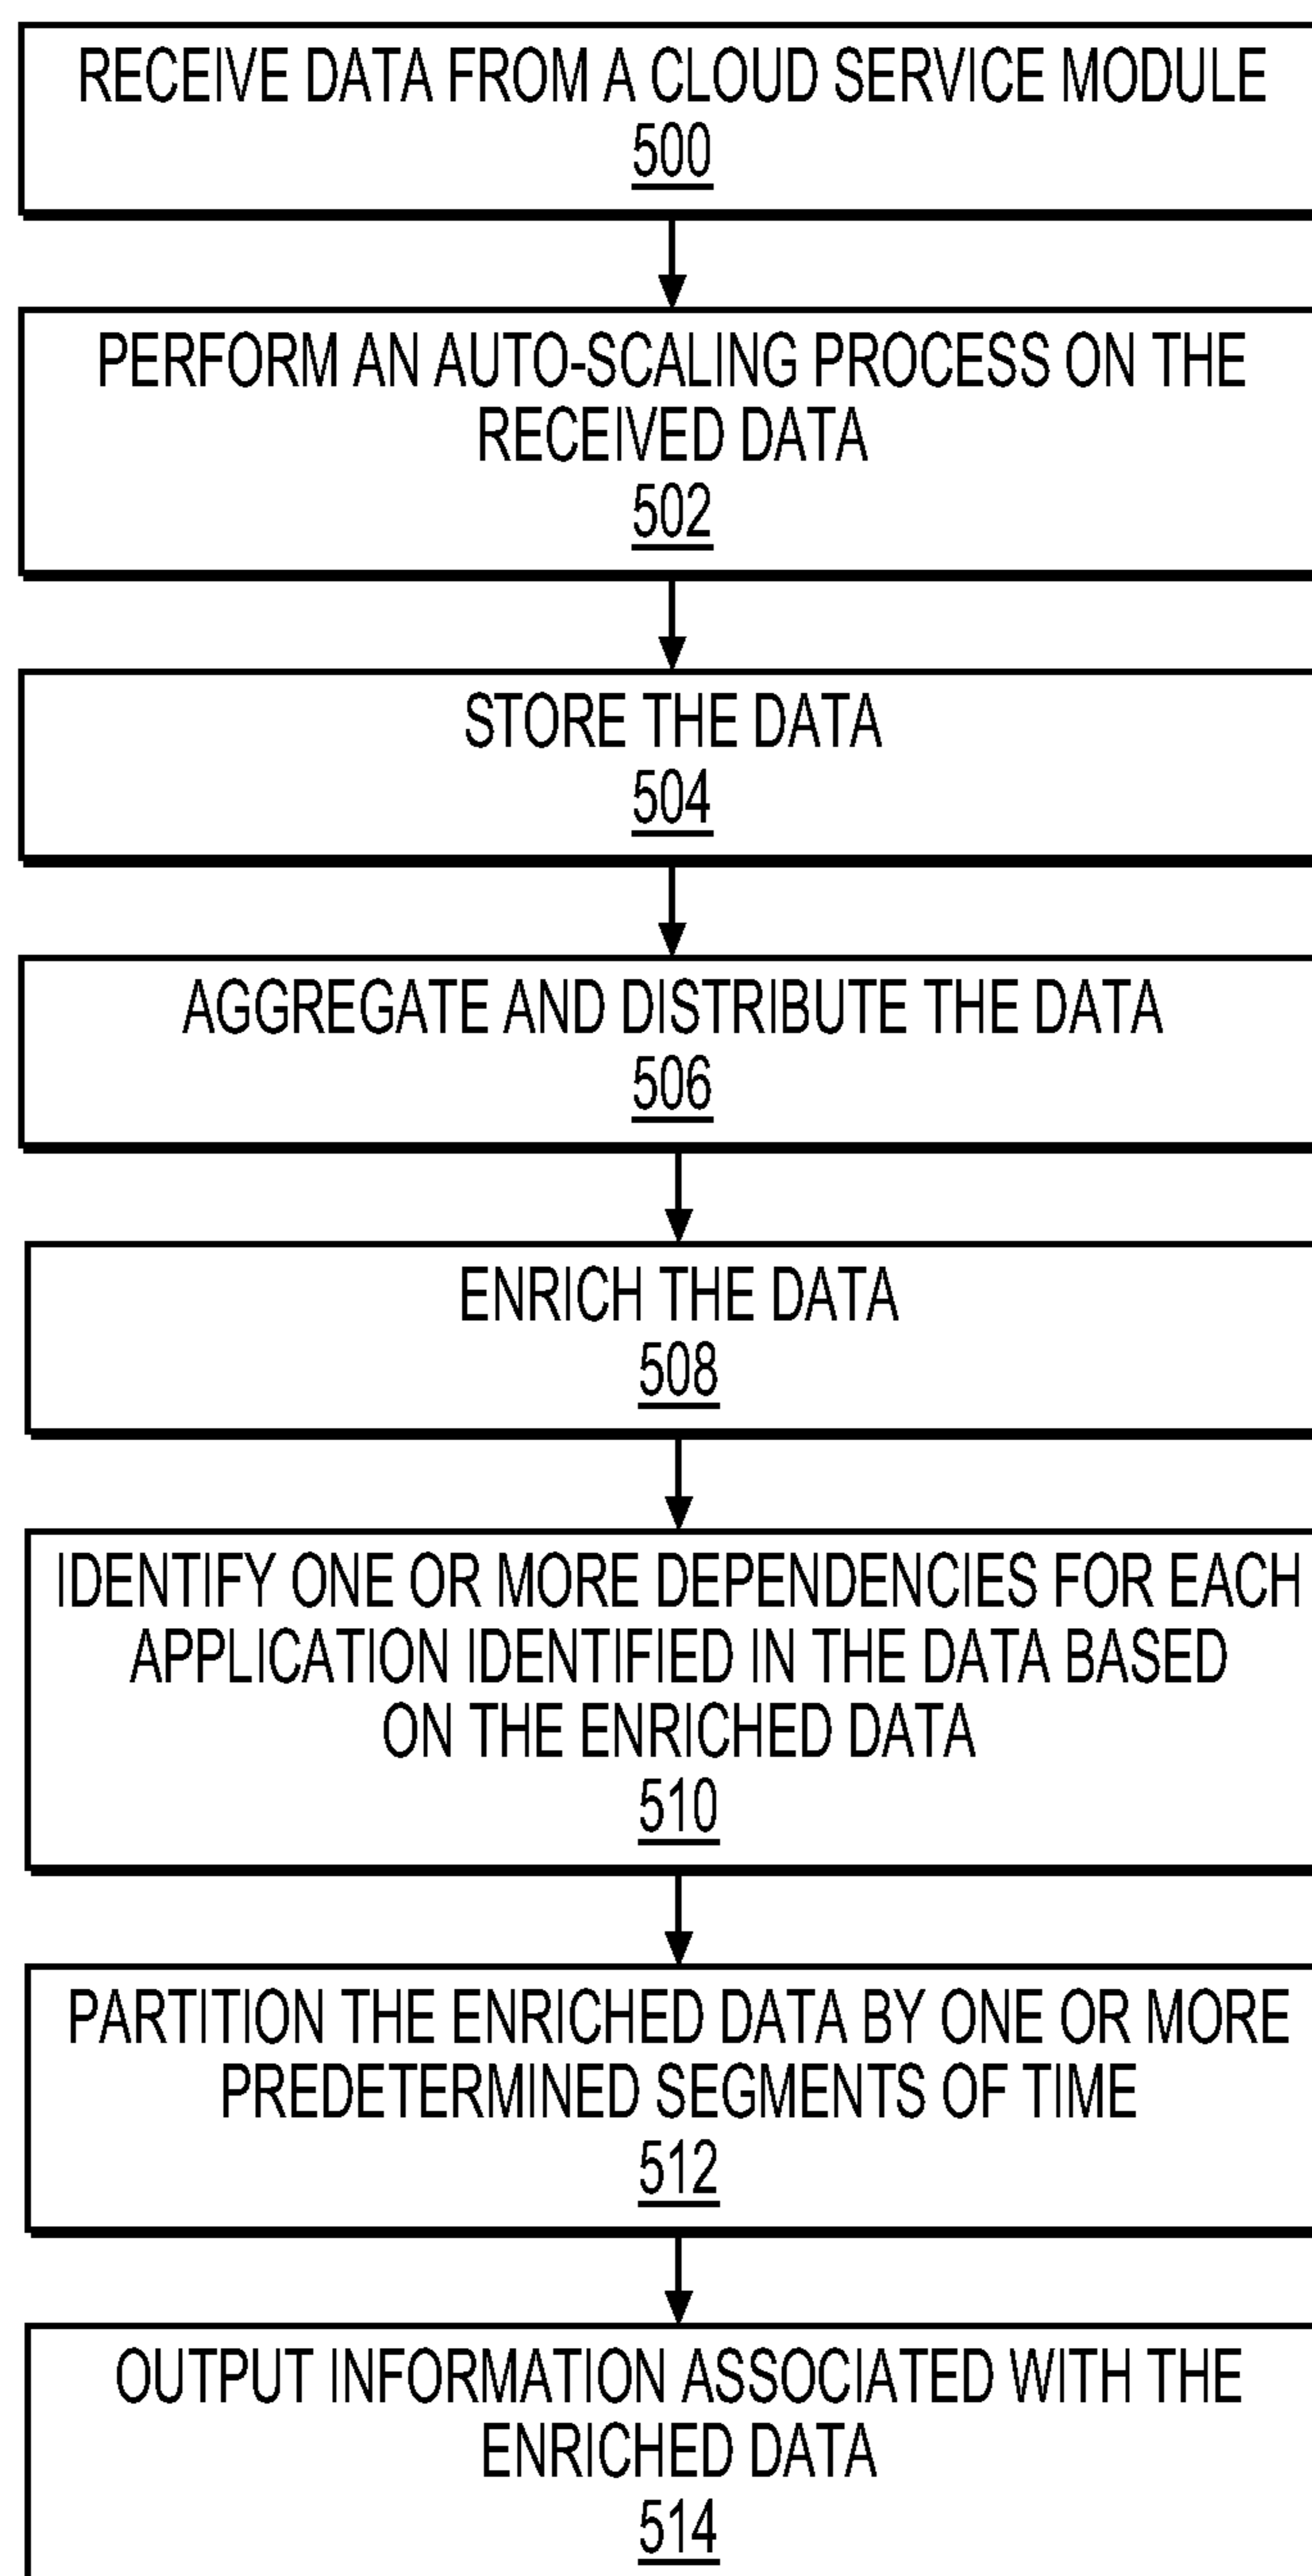 RECEIVE DATA FROM A CLOUD SERVICE MODULE
500
PERFORM AN AUTO-SCALING PROCESS ON THE
RECEIVED DATA
502
STORE THE DATA
504
AGGREGATE AND DISTRIBUTE THE DATA
506
ENRICH THE DATA
508
IDENTIFY ONE OR MORE DEPENDENCIES FOR EACH
APPLICATION IDENTIFIED IN THE DATA BASED
ON THE ENRICHED DATA
510
PARTITION THE ENRICHED DATA BY ONE OR MORE
PREDETERMINED SEGMENTS OF TIME
512
OUTPUT INFORMATION ASSOCIATED WITH THE
ENRICHED DATA
514